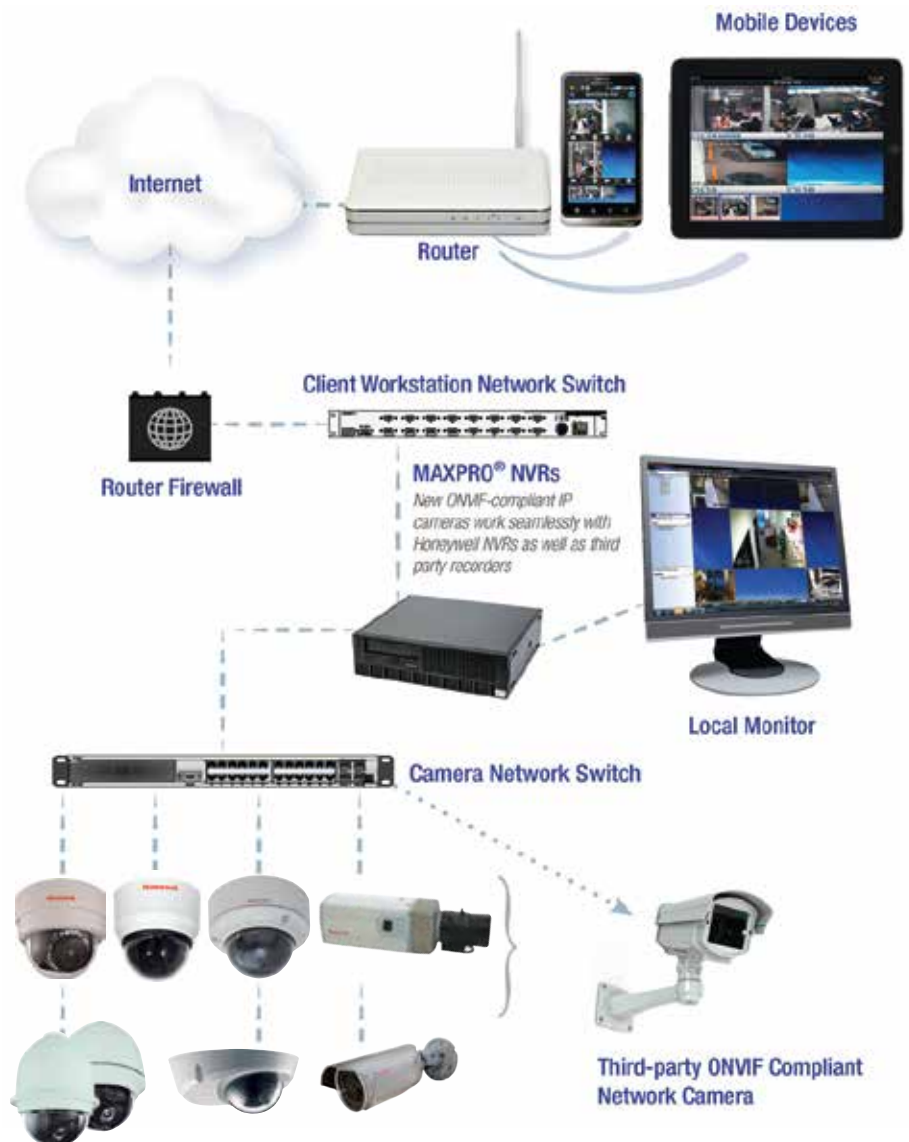 Mobile Devices
Internet
Router
Client Workstation Network Switch
Router Firewall
MAXPRO® NVRs
New ONVIF-compliant IP
cameras work seamlessly with
Honeywell NVRs as well as third
party recorders
Local Monitor
Camera Network Switch
Third-party ONVIF Compliant
Network Camera